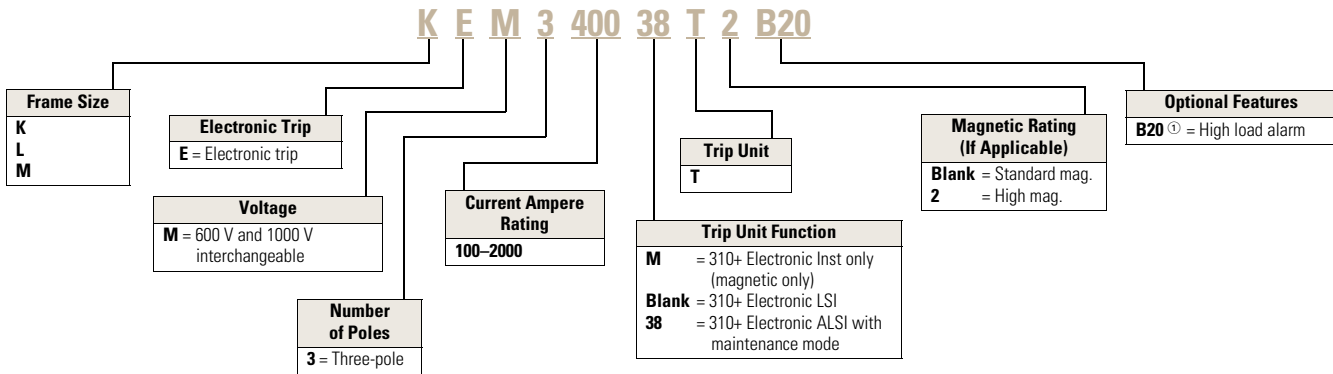 K E M 3 400 38 T 2 B20
Frame Size
K
L
M
Electronic Trip
E = Electronic trip
Voltage
M = 600 V and 1000 V
interchangeable
Number
of Poles
3 = Three-pole
Current Ampere
Rating
100–2000
Trip Unit Function
M = 310+ Electronic Inst only
(magnetic only)
Blank = 310+ Electronic LSI
38 = 310+ Electronic ALSI with
maintenance mode
Trip Unit
T
Magnetic Rating
(If Applicable)
Blank = Standard mag.
2 = High mag.
Optional Features
B20 ① = High load alarm